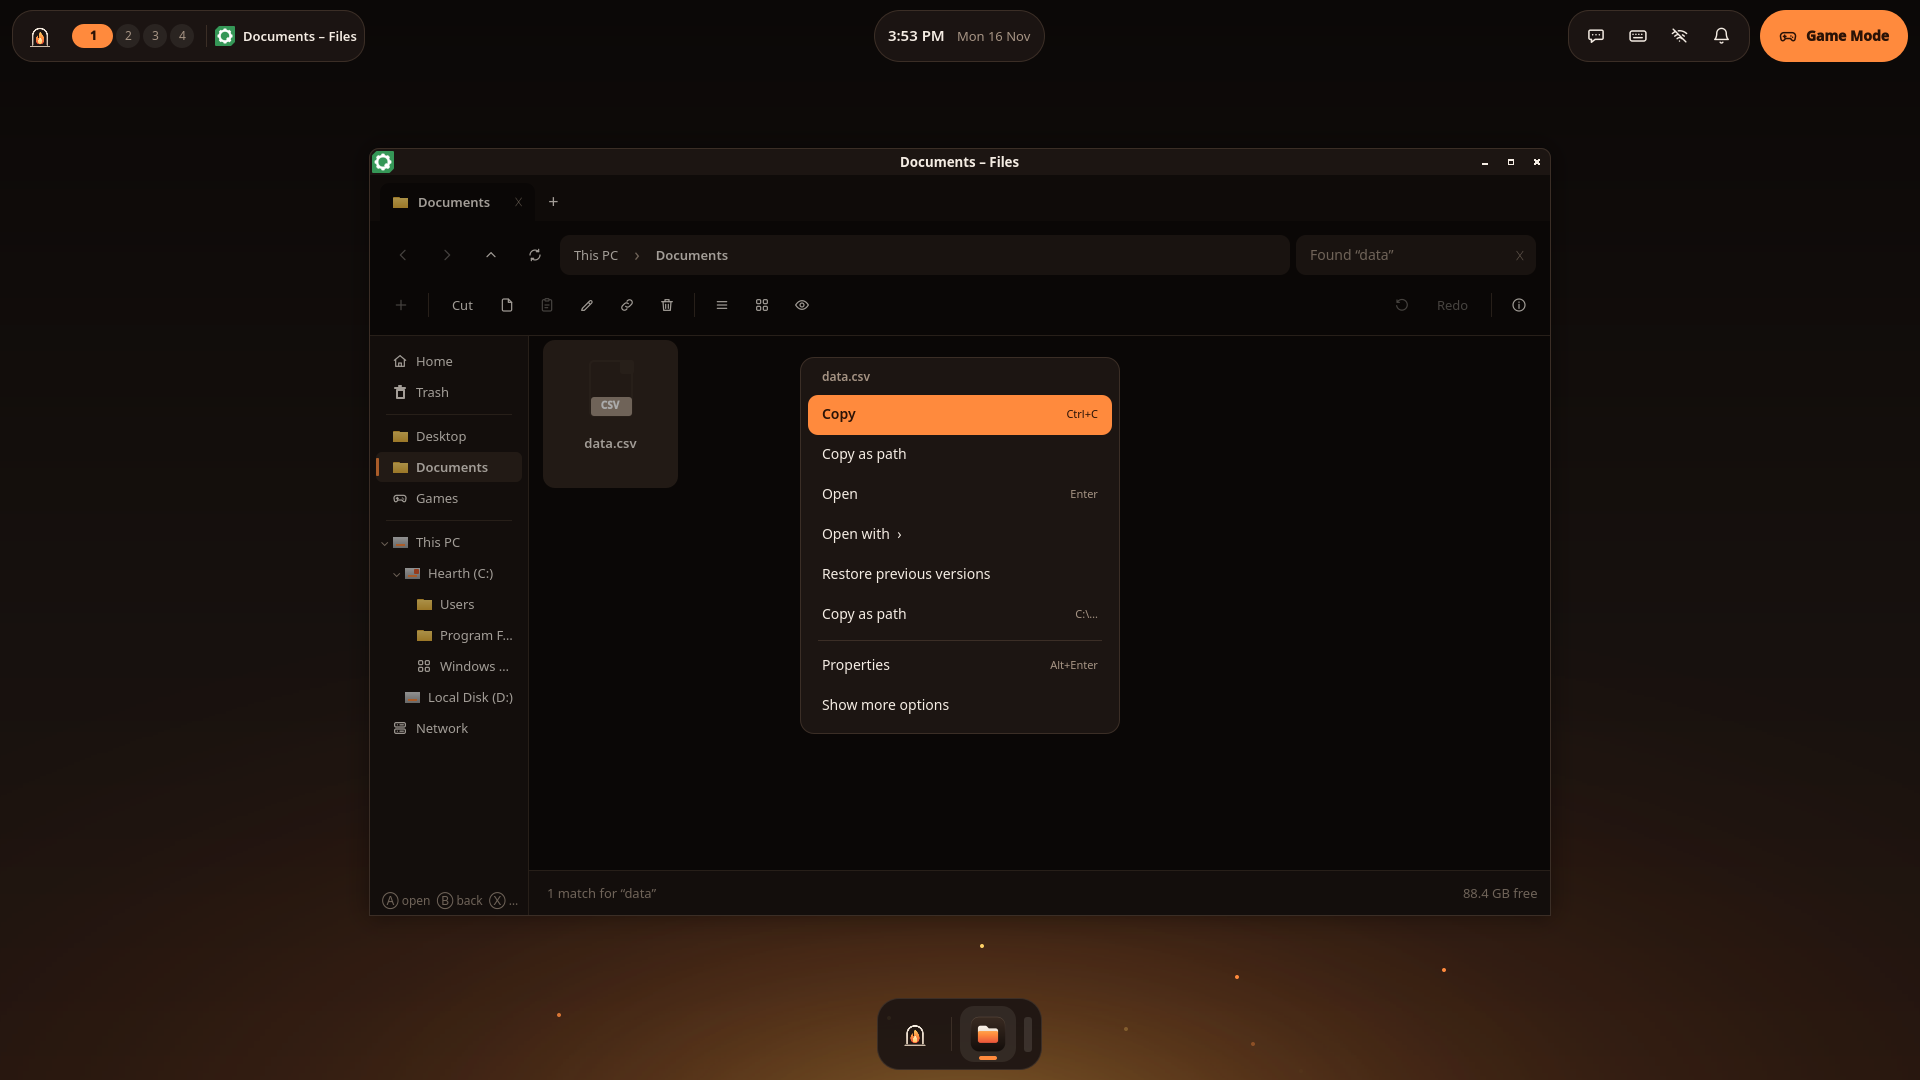 1 2 3 4 Documents – Files
3:53 PM Mon 16 Nov
Game Mode
Documents – Files
Documents X +
This PC › Documents
Found “data” X
Cut
Redo
Home
Trash
Desktop
Documents
Games
This PC
Hearth (C:)
Users
Program F...
Windows ...
Local Disk (D:)
Network
A open B back X ...
CSV
data.csv
data.csv
Copy Ctrl+C
Copy as path
Open Enter
Open with ›
Restore previous versions
Copy as path C:\...
Properties Alt+Enter
Show more options
1 match for “data”
88.4 GB free